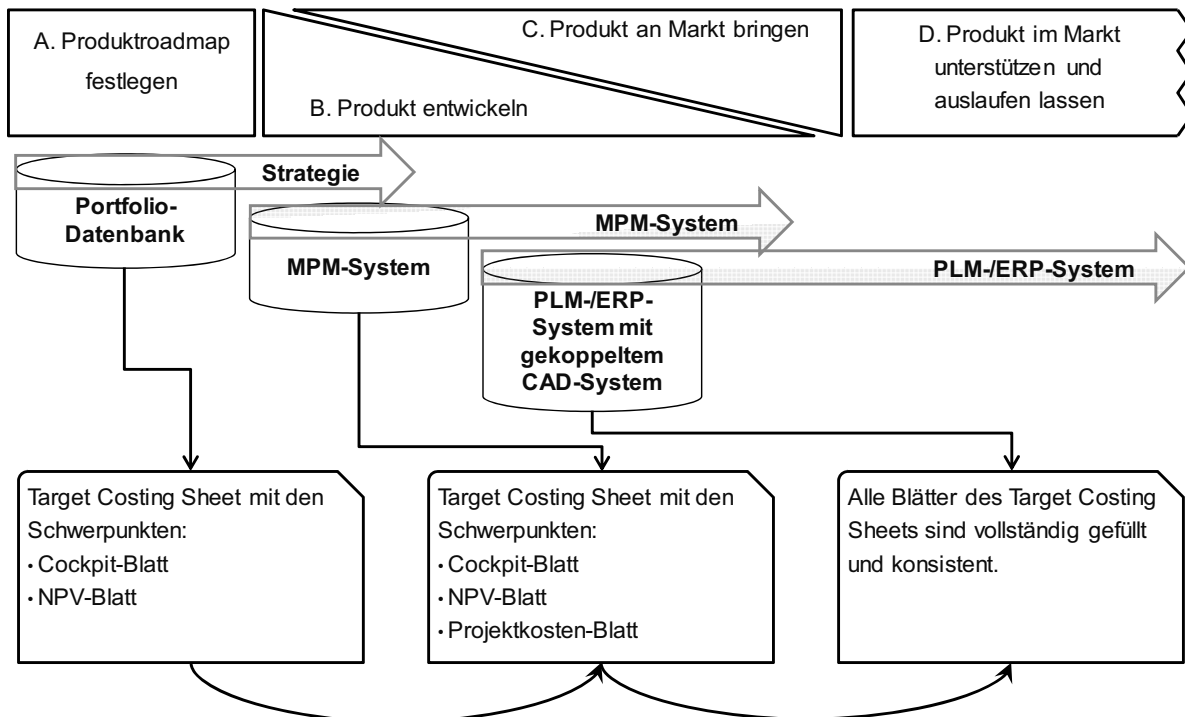 A. Produktroadmap
festlegen
C. Produkt an Markt bringen
B. Produkt entwickeln
D. Produkt im Markt
unterstützen und
auslaufen lassen
Strategie
Portfolio-
Datenbank
MPM-System
MPM-System
PLM-/ERP-System
PLM-/ERP-
System mit
gekoppeltem
CAD-System
Target Costing Sheet mit den
Schwerpunkten:
• Cockpit-Blatt
• NPV-Blatt
Target Costing Sheet mit den
Schwerpunkten:
• Cockpit-Blatt
• NPV-Blatt
• Projektkosten-Blatt
Alle Blätter des Target Costing
Sheets sind vollständig gefüllt
und konsistent.